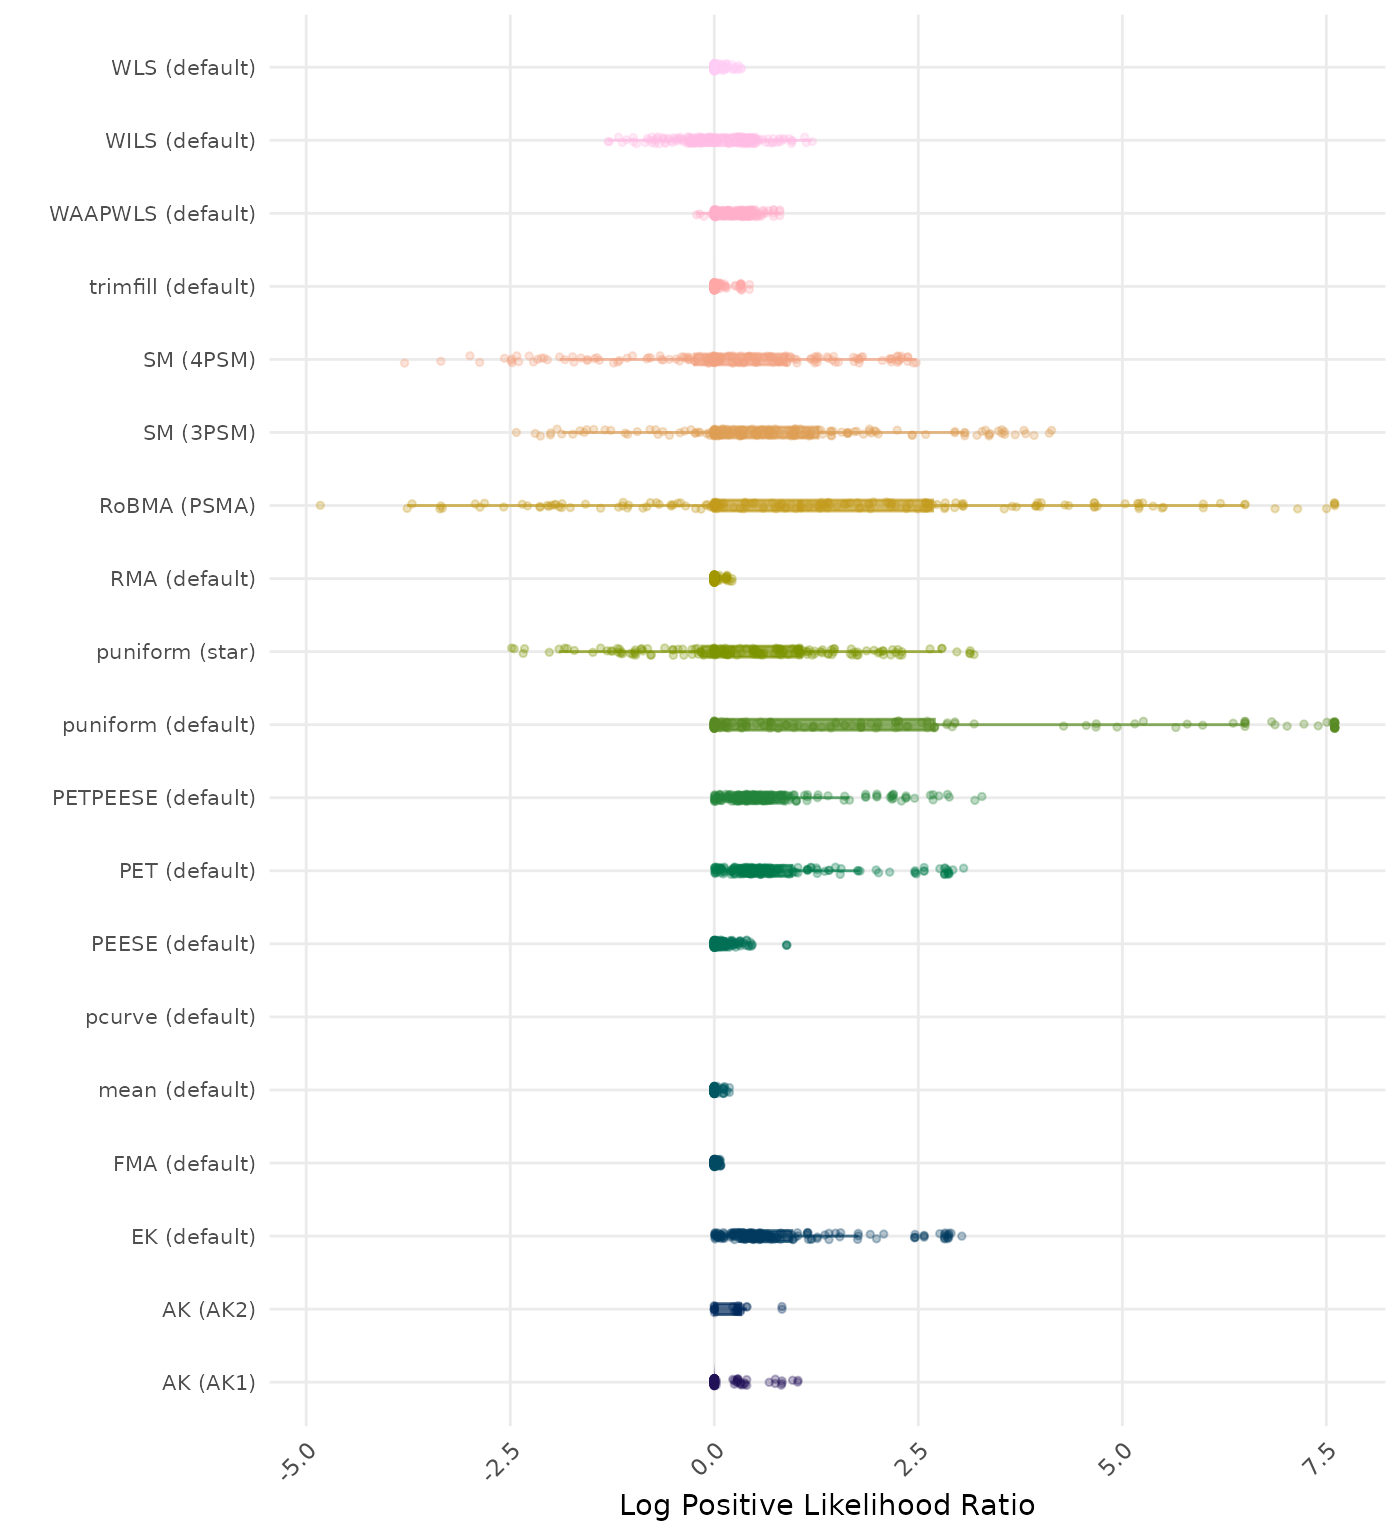 WLS (default)
WILS (default)
WAAPWLS (default)
trimfill (default)
SM (4PSM)
SM (3PSM)
RoBMA (PSMA)
RMA (default)
puniform (star)
puniform (default)
PETPEESE (default)
PET (default)
PEESE (default)
pcurve (default)
mean (default)
FMA (default)
EK (default)
AK (AK2)
AK (AK1)
-5.0 -2.5 0.0 2.5 5.0 7.5
Log Positive Likelihood Ratio